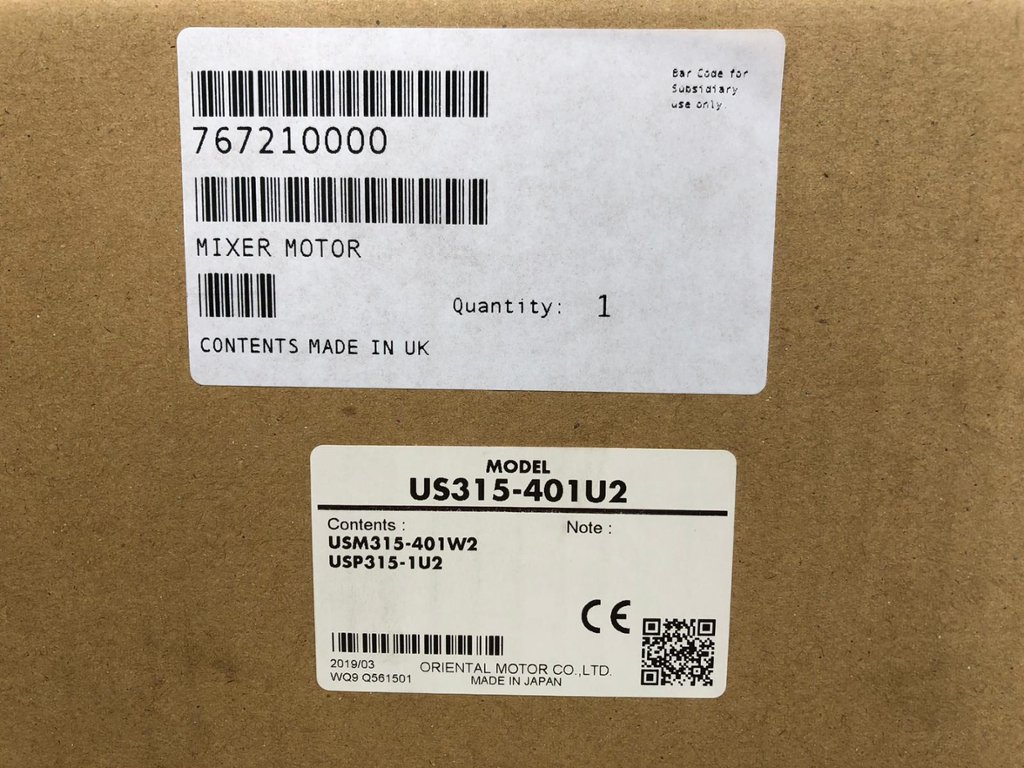 Bar Code for
Subsidiary
use only.
767210000
MIXER MOTOR
Quantity: 1
CONTENTS MADE IN UK
MODEL
US315-401U2
Contents : Note :
USM315-401W2
USP315-1U2
CE
2019/03
WQ9 Q561501
ORIENTAL MOTOR CO.,LTD.
MADE IN JAPAN